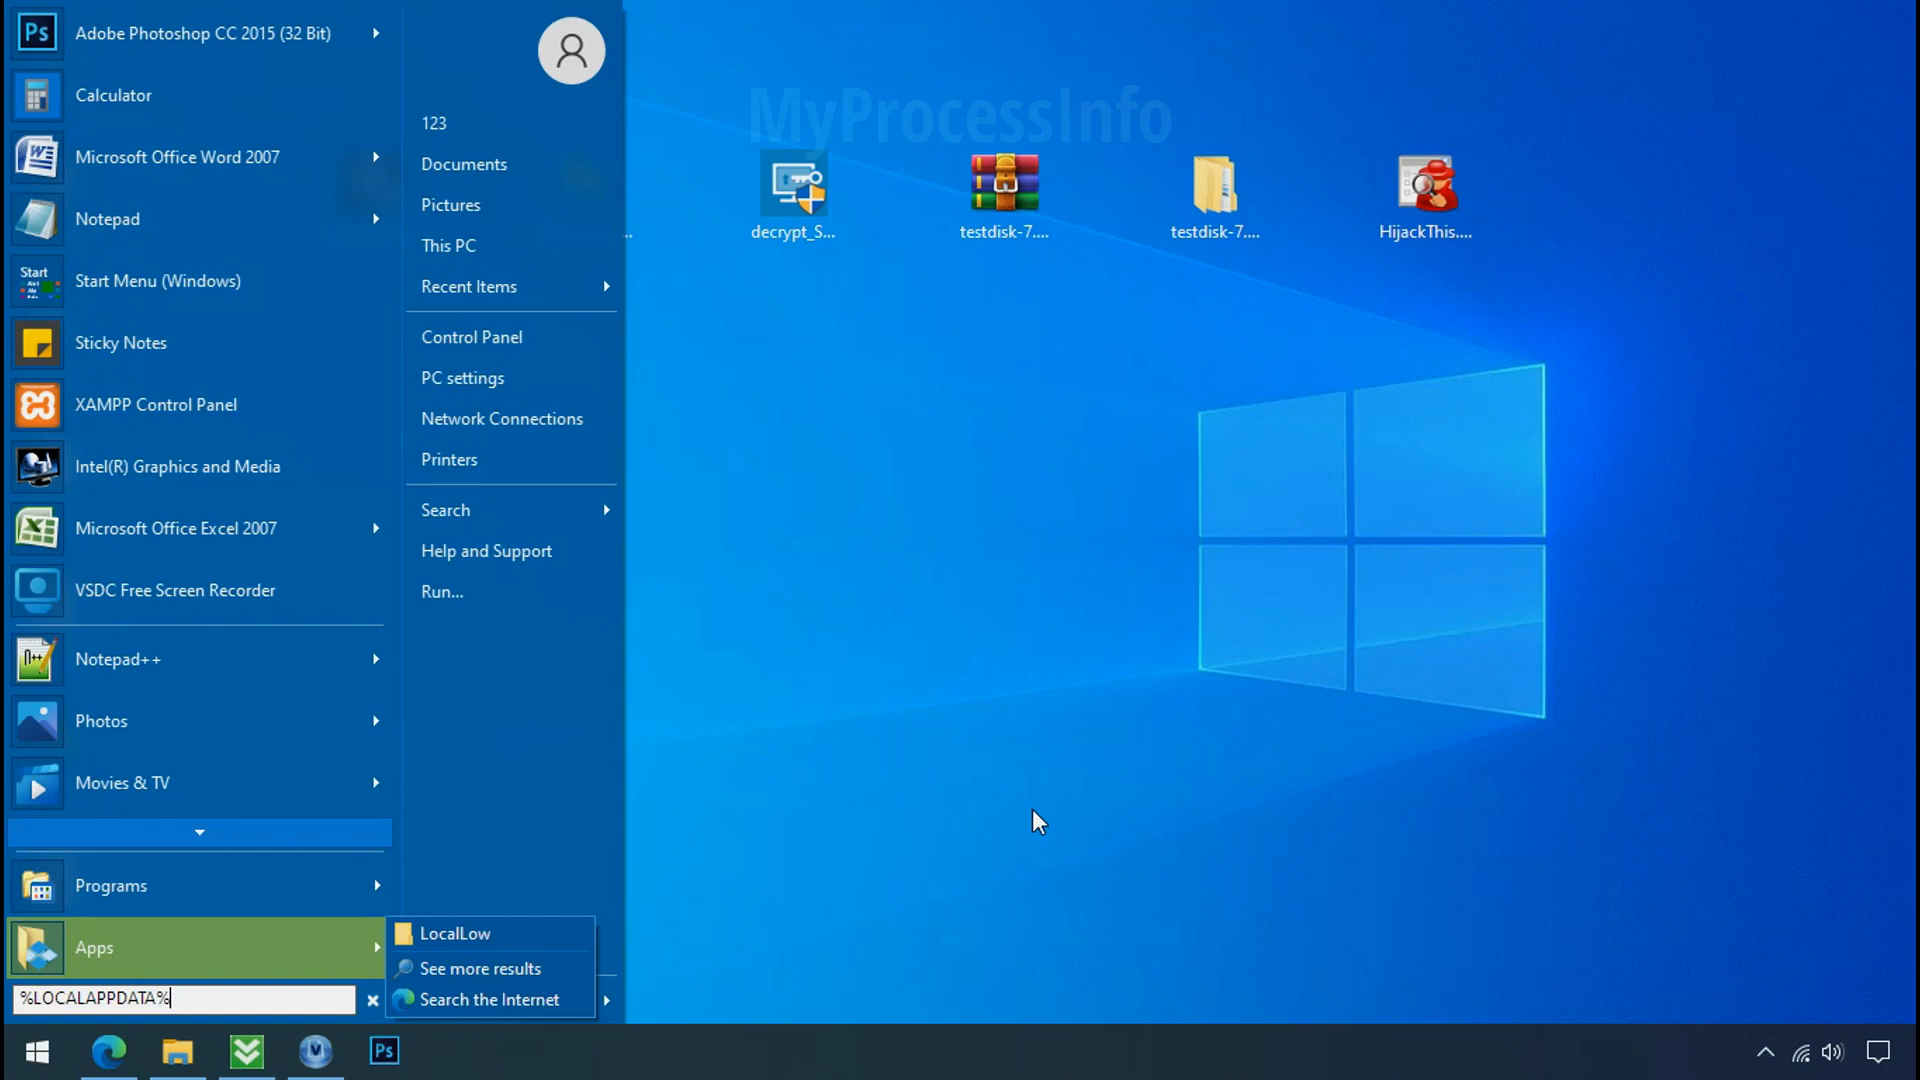 Adobe Photoshop CC 2015 (32 Bit)
Calculator
Microsoft Office Word 2007
Notepad
Start Menu (Windows)
Sticky Notes
XAMPP Control Panel
Intel(R) Graphics and Media
Microsoft Office Excel 2007
VSDC Free Screen Recorder
Notepad++
Photos
Movies & TV
Programs
Apps
%LOCALAPPDATA%
123
Documents
Pictures
This PC
Recent Items
Control Panel
PC settings
Network Connections
Printers
Search
Help and Support
Run...
LocalLow
See more results
Search the Internet
MyProcessInfo
...
decrypt_S...
testdisk-7....
testdisk-7....
HijackThis....
Ps
Start
Ps